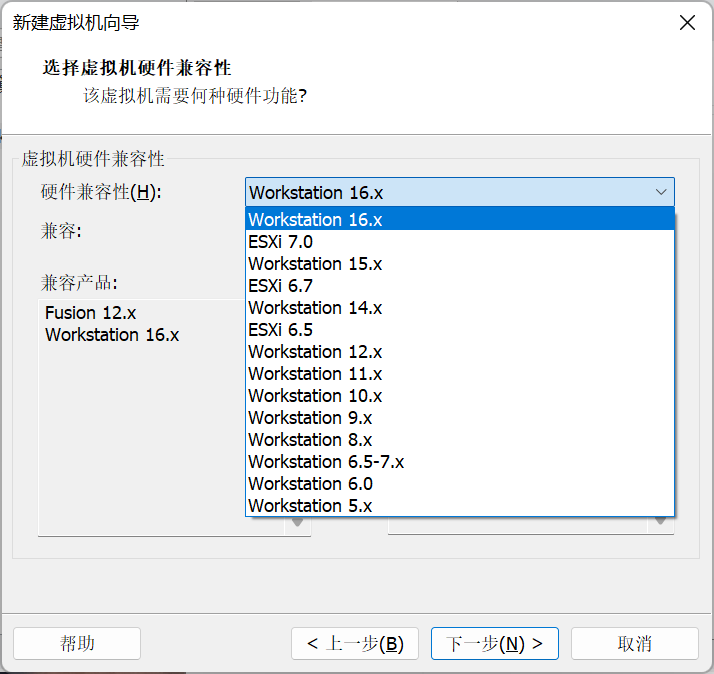 新建虚拟机向导
选择虚拟机硬件兼容性
该虚拟机需要何种硬件功能?
虚拟机硬件兼容性
硬件兼容性(H):
Workstation 16.x
Workstation 16.x
ESXi 7.0
Workstation 15.x
ESXi 6.7
Workstation 14.x
ESXi 6.5
Workstation 12.x
Workstation 11.x
Workstation 10.x
Workstation 9.x
Workstation 8.x
Workstation 6.5-7.x
Workstation 6.0
Workstation 5.x
兼容:
兼容产品:
Fusion 12.x
Workstation 16.x
帮助
< 上一步(B)
下一步(N) >
取消